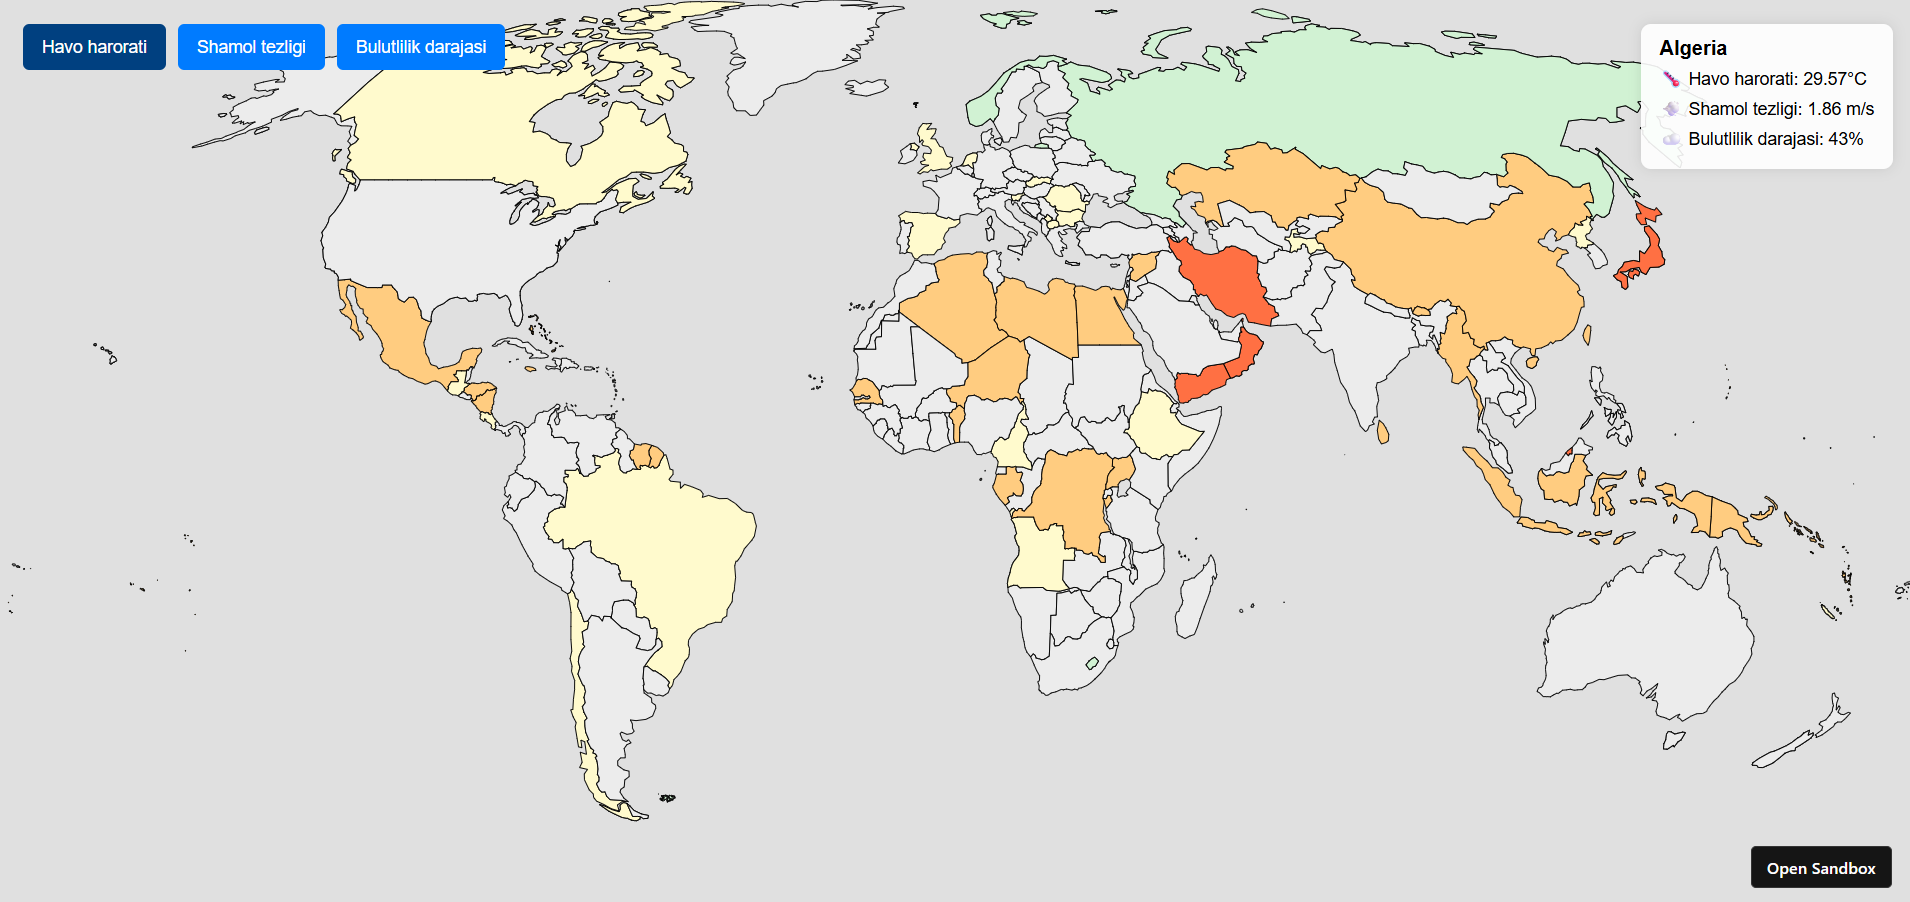 Havo harorati
Shamol tezligi
Bulutlilik darajasi
Algeria
Havo harorati: 29.57°C
Shamol tezligi: 1.86 m/s
Bulutlilik darajasi: 43%
Open Sandbox